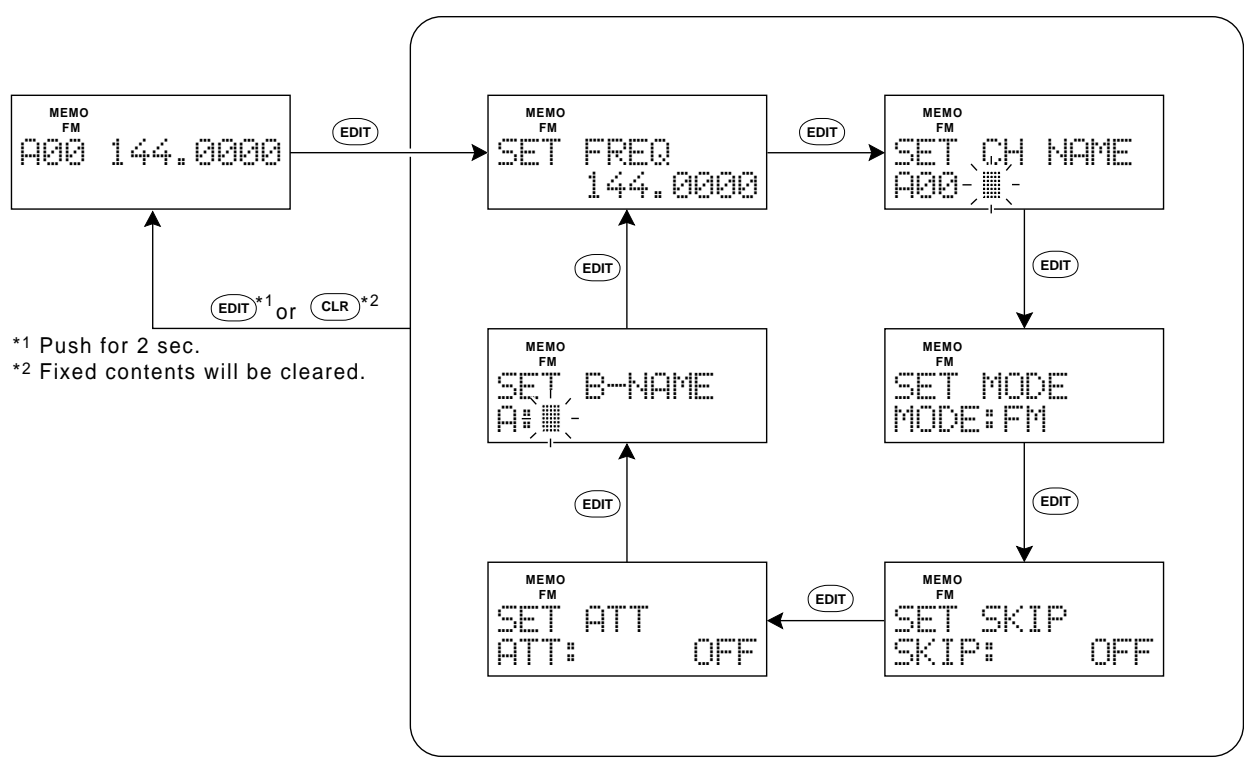 MEMO
FM
A00 144.0000
EDIT
MEMO
FM
SET FREQ
144.0000
EDIT
MEMO
FM
SET CH NAME
A00-
EDIT
EDIT
EDIT*1 or CLR*2
*1 Push for 2 sec.
*2 Fixed contents will be cleared.
MEMO
FM
SET B-NAME
A:
MEMO
FM
SET MODE
MODE:FM
EDIT
EDIT
MEMO
FM
SET ATT
ATT: OFF
EDIT
MEMO
FM
SET SKIP
SKIP: OFF